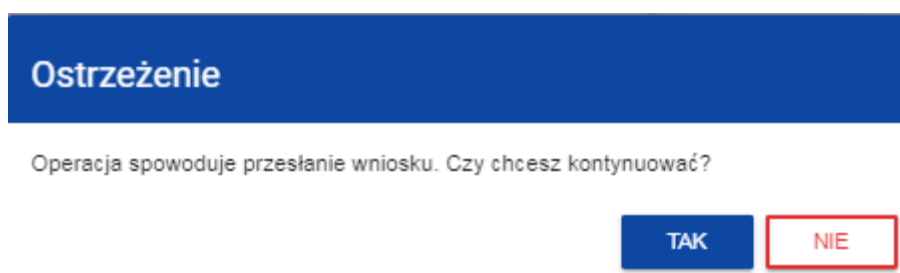 Ostrzeżenie
Operacja spowoduje przesłanie wniosku. Czy chcesz kontynuować?
TAK NIE